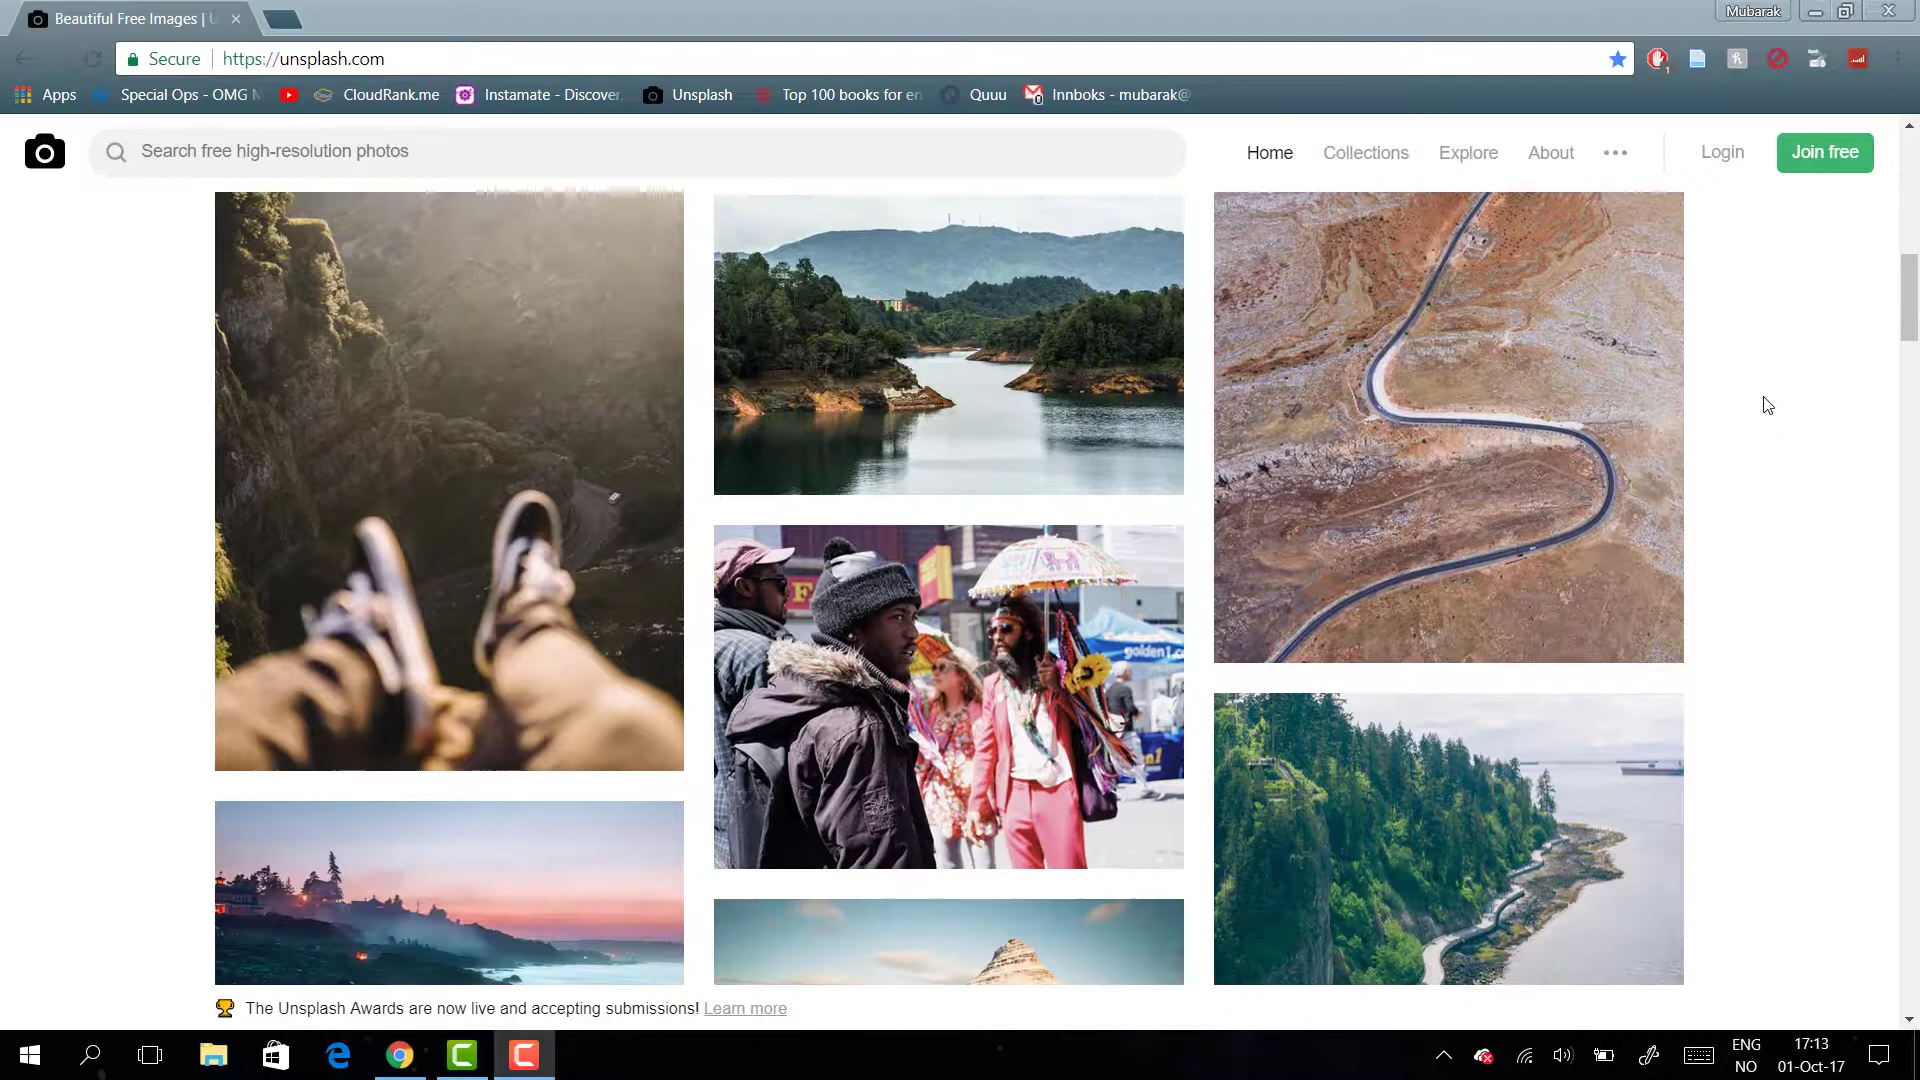 Beautiful Free Images |
Mubarak
Secure
https://unsplash.com
1
Apps
Special Ops - OMG
CloudRank.me
Instamate - Discover,
Unsplash
Top 100 books for en
Quuu
Innboks - mubarak@
Search free high-resolution photos
Home
Collections
Explore
About
Login
Join free
golden1
The Unsplash Awards are now live and accepting submissions! Learn more
ENG
NO
17:13
01-Oct-17